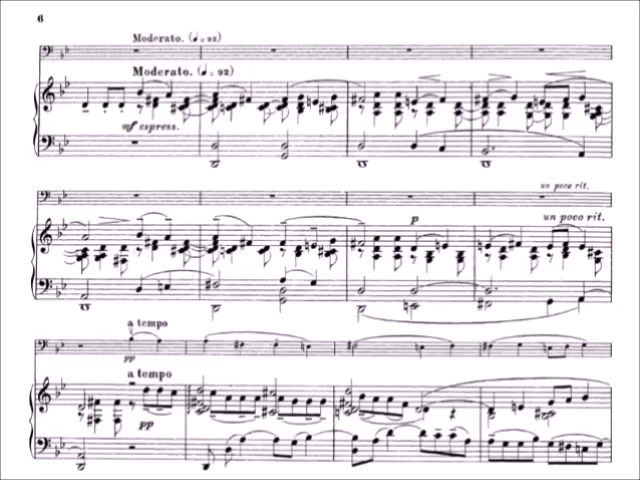 6
Moderato. (♩ = 92)
Moderato. (♩ = 92)
mf espress.
un poco rit.
p
un poco rit.
a tempo
pp
a tempo
pp